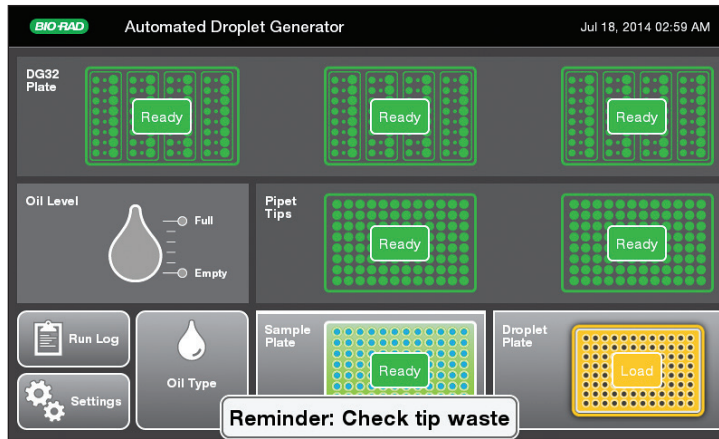 BIO-RAD Automated Droplet Generator Jul 18, 2014 02:59 AM
DG32
Plate
Ready Ready Ready
Oil Level
Full
Empty
Pipet
Tips
Ready Ready
Run Log
Settings
Oil Type
Sample
Plate
Ready
Droplet
Plate
Load
Reminder: Check tip waste